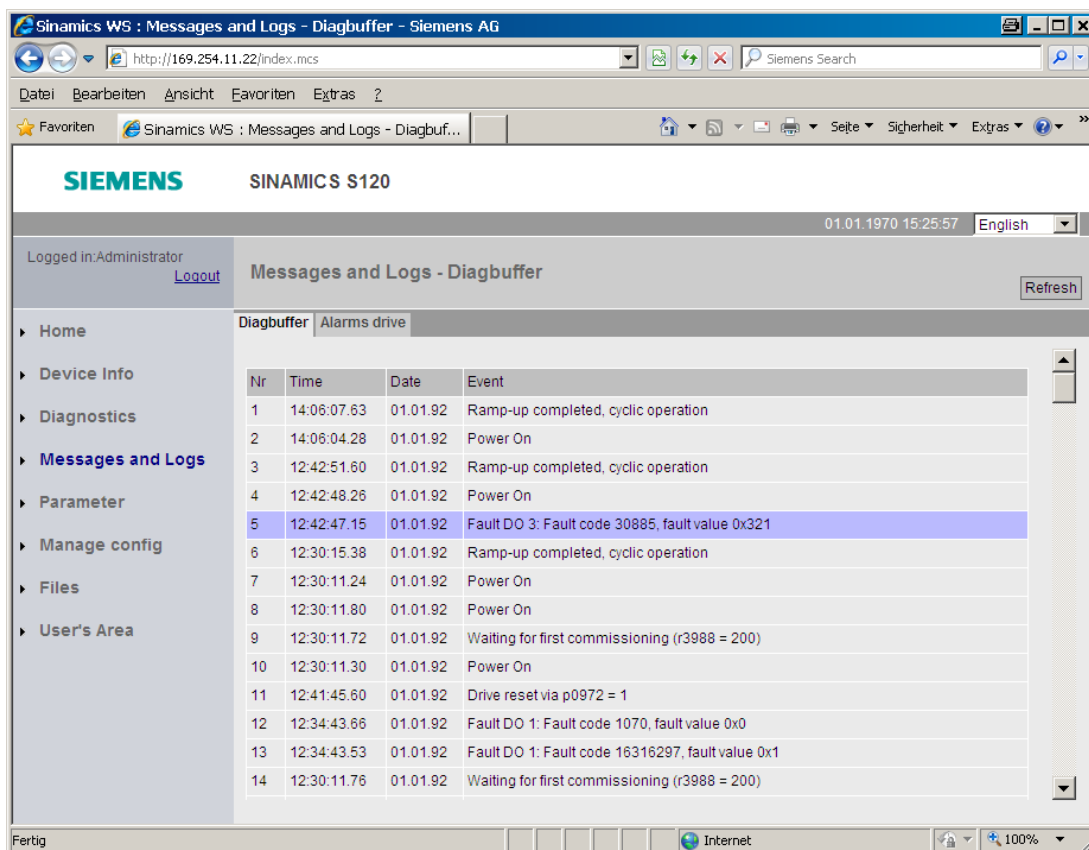 Sinamics WS : Messages and Logs - Diagbuffer - Siemens AG
http://169.254.11.22/index.mcs
Siemens Search
Datei Bearbeiten Ansicht Favoriten Extras ?
Favoriten Sinamics WS : Messages and Logs - Diagbuf... Seite Sicherheit Extras »
SIEMENS SINAMICS S120
01.01.1970 15:25:57 English
Logged in:Administrator
Logout
Messages and Logs - Diagbuffer
Refresh
Diagbuffer Alarms drive
Home
Device Info
Diagnostics
Messages and Logs
Parameter
Manage config
Files
User's Area
Nr Time Date Event
1 14:06:07.63 01.01.92 Ramp-up completed, cyclic operation
2 14:06:04.28 01.01.92 Power On
3 12:42:51.60 01.01.92 Ramp-up completed, cyclic operation
4 12:42:48.26 01.01.92 Power On
5 12:42:47.15 01.01.92 Fault DO 3: Fault code 30885, fault value 0x321
6 12:30:15.38 01.01.92 Ramp-up completed, cyclic operation
7 12:30:11.24 01.01.92 Power On
8 12:30:11.80 01.01.92 Power On
9 12:30:11.72 01.01.92 Waiting for first commissioning (r3988 = 200)
10 12:30:11.30 01.01.92 Power On
11 12:41:45.60 01.01.92 Drive reset via p0972 = 1
12 12:34:43.66 01.01.92 Fault DO 1: Fault code 1070, fault value 0x0
13 12:34:43.53 01.01.92 Fault DO 1: Fault code 16316297, fault value 0x1
14 12:30:11.76 01.01.92 Waiting for first commissioning (r3988 = 200)
Fertig Internet 100%